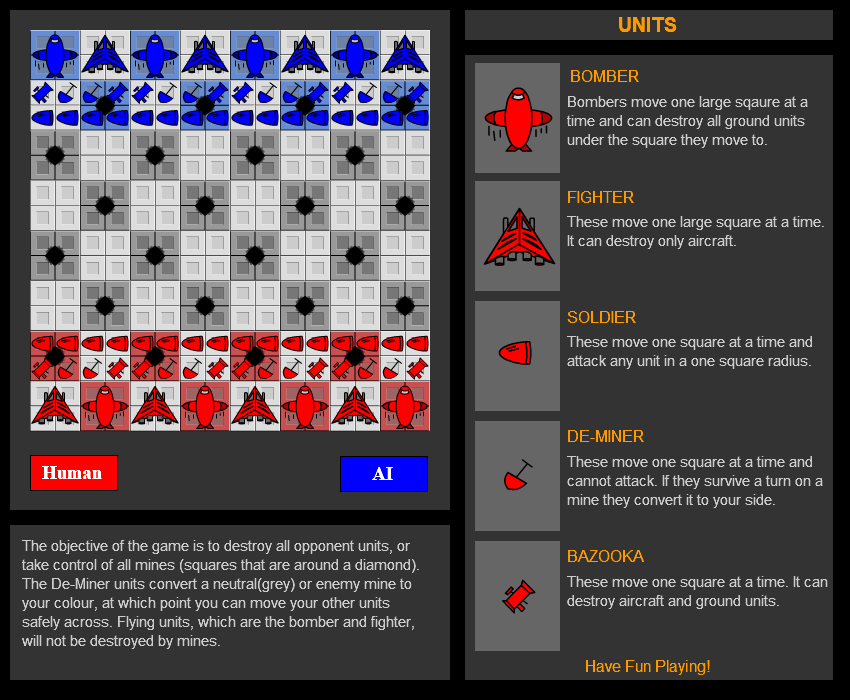 Human
AI
The objective of the game is to destroy all opponent units, or
take control of all mines (squares that are around a diamond).
The De-Miner units convert a neutral(grey) or enemy mine to
your colour, at which point you can move your other units
safely across. Flying units, which are the bomber and fighter,
will not be destroyed by mines.
UNITS
BOMBER
Bombers move one large sqaure at a
time and can destroy all ground units
under the square they move to.
FIGHTER
These move one large square at a time.
It can destroy only aircraft.
SOLDIER
These move one square at a time and
attack any unit in a one square radius.
DE-MINER
These move one square at a time and
cannot attack. If they survive a turn on a
mine they convert it to your side.
BAZOOKA
These move one square at a time. It can
destroy aircraft and ground units.
Have Fun Playing!